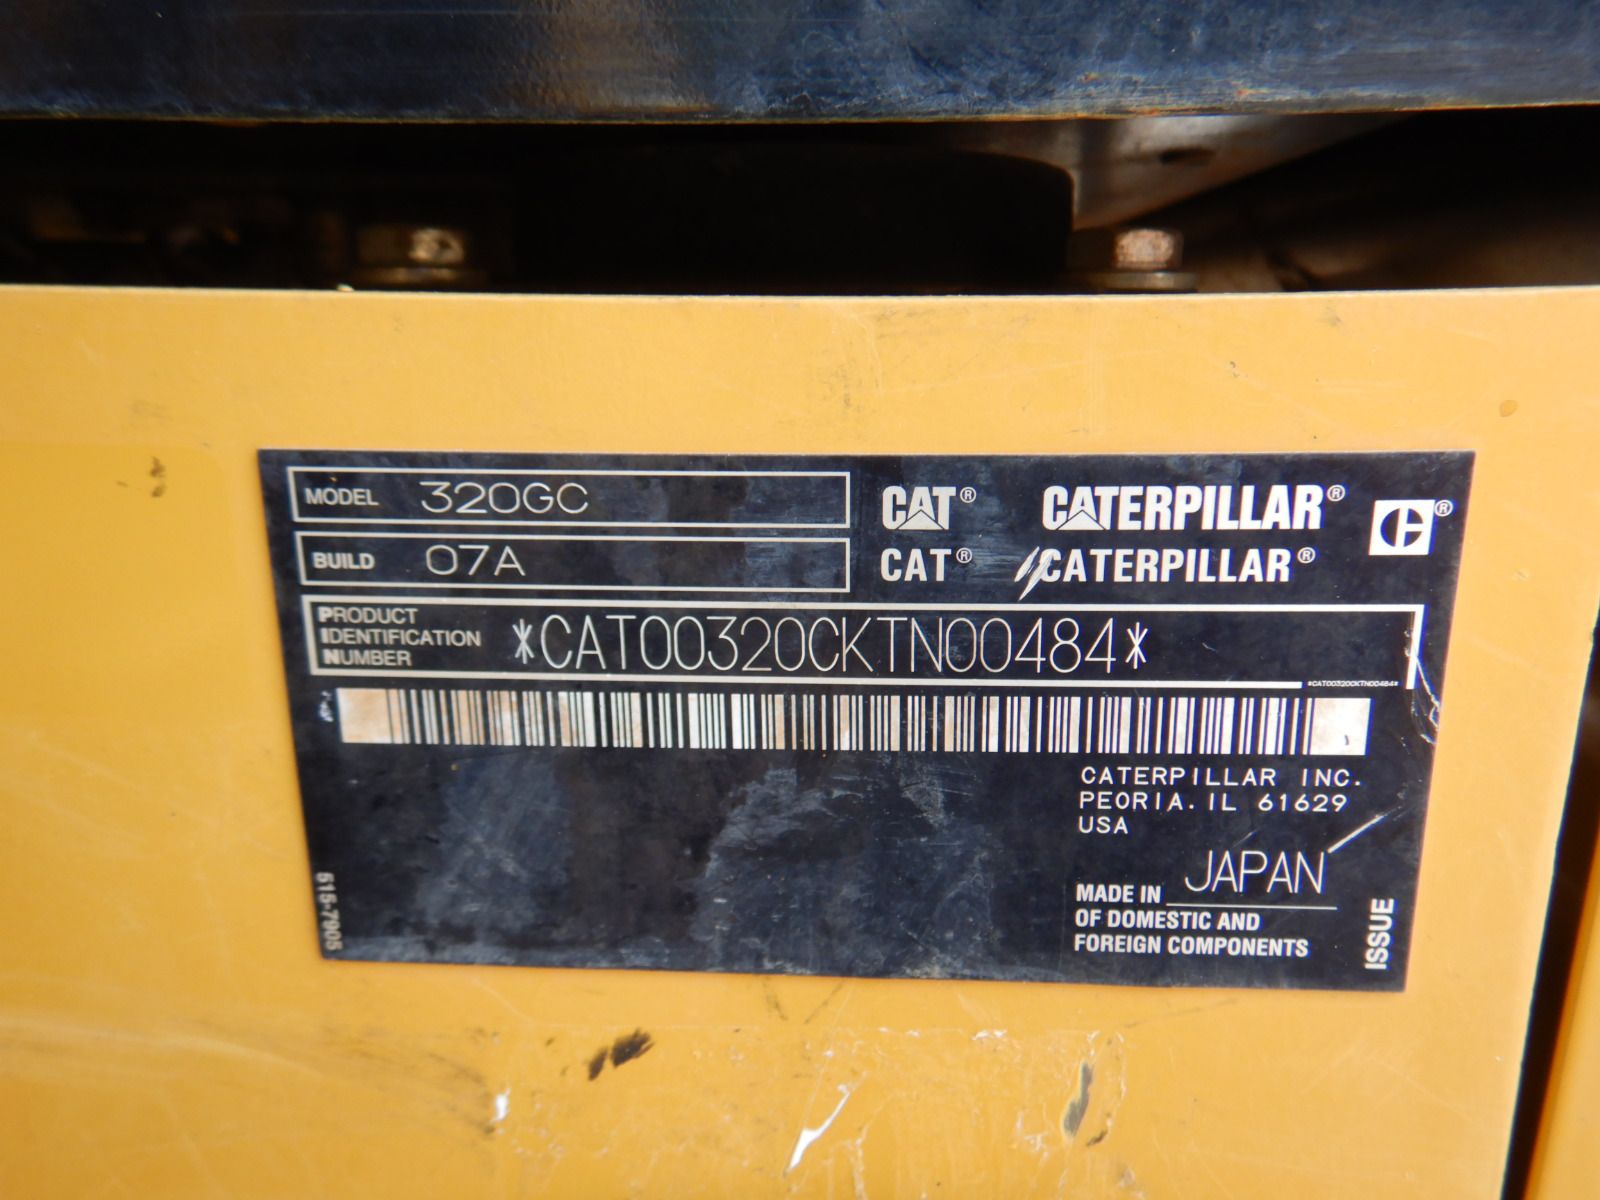 MODEL 320GC
BUILD 07A
CAT® CATERPILLAR®
CAT® CATERPILLAR®
PRODUCT
IDENTIFICATION
NUMBER
*CAT00320CKTN00484*
*CAT00320CKTN00484*
CATERPILLAR INC.
PEORIA. IL 61629
USA
MADE IN JAPAN
OF DOMESTIC AND
FOREIGN COMPONENTS
ISSUE
515-7905